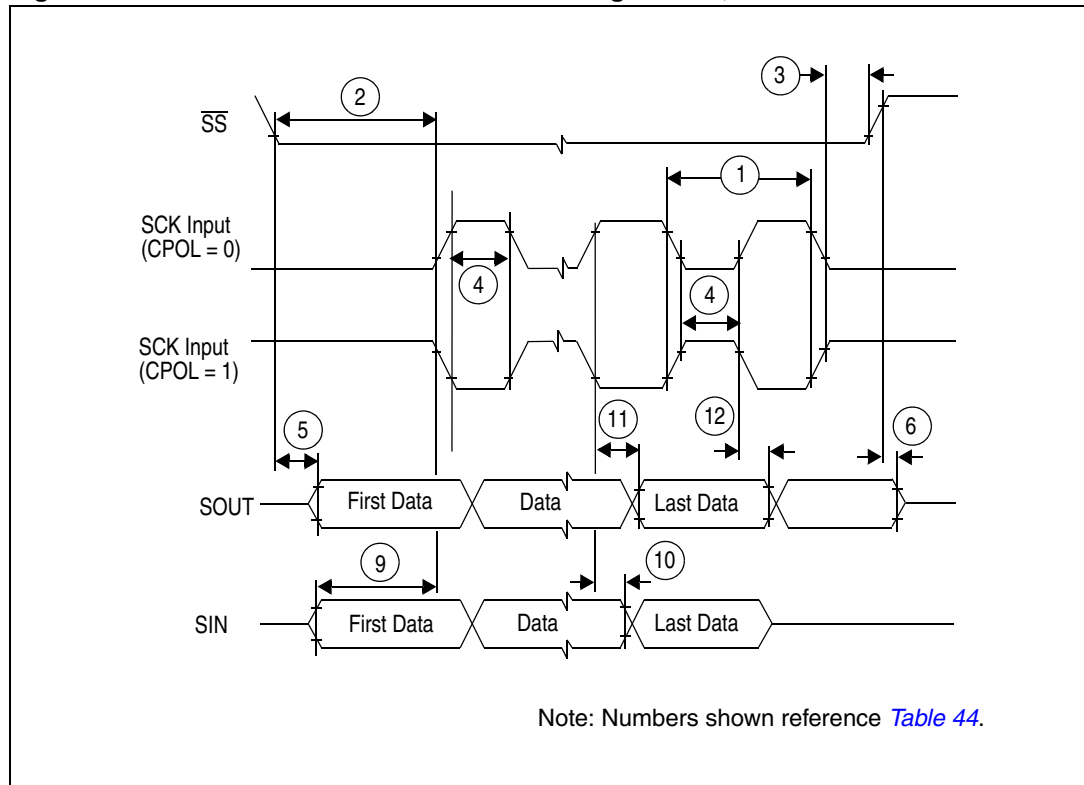 3
2
SS
1
SCK Input
(CPOL = 0)
4
4
SCK Input
(CPOL = 1)
5
11
12
6
SOUT
First Data
Data
Last Data
9
10
SIN
First Data
Data
Last Data
Note: Numbers shown reference Table 44.